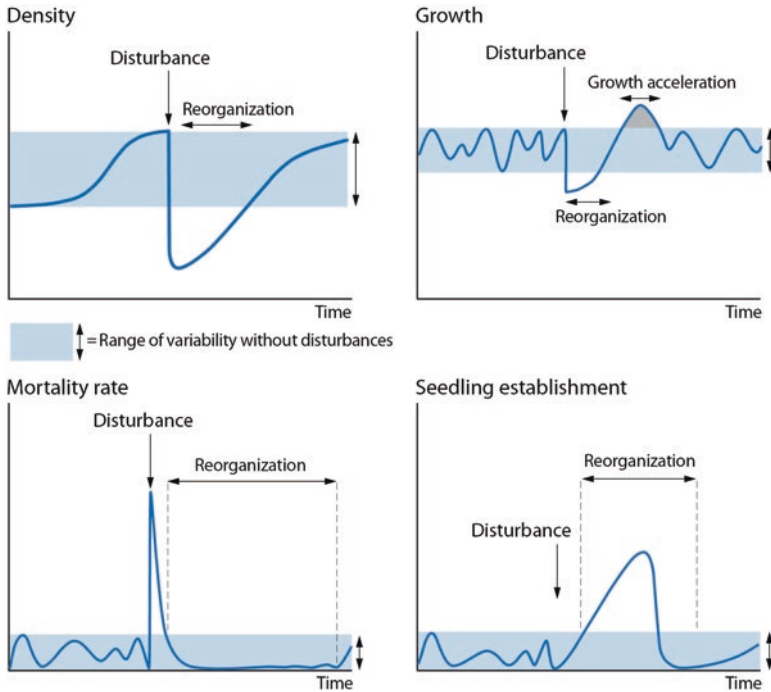 Density
Disturbance
Reorganization
Time
Growth
Disturbance
Growth acceleration
Reorganization
Time
= Range of variability without disturbances
Mortality rate
Disturbance
Reorganization
Time
Seedling establishment
Reorganization
Disturbance
Time